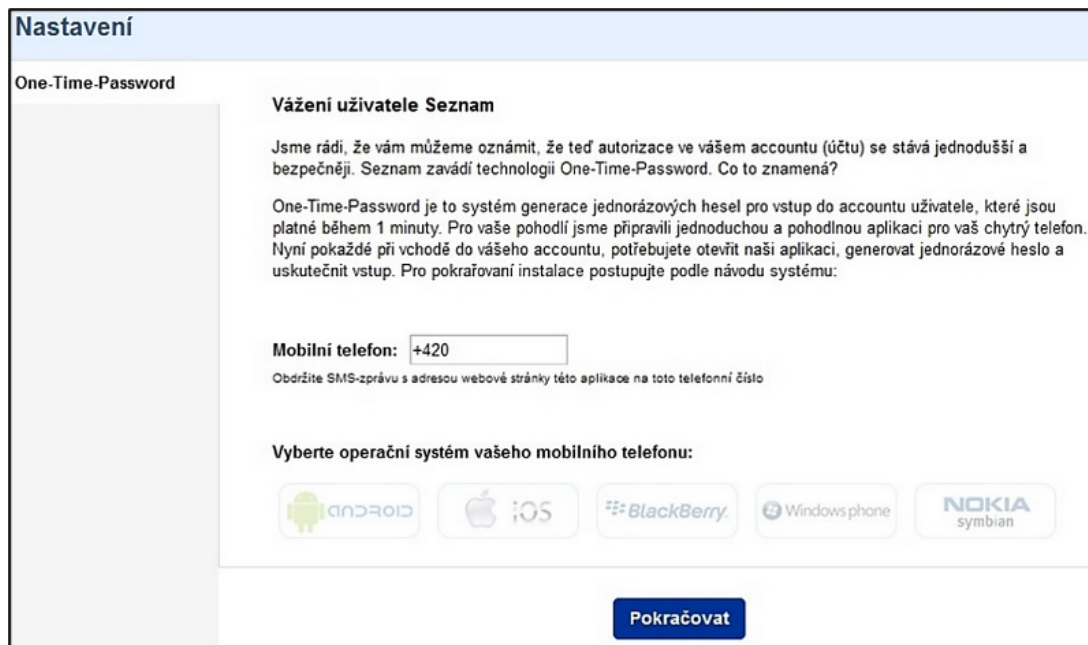 Nastavení
One-Time-Password
Vážení uživatele Seznam
Jsme rádi, že vám můžeme oznámit, že teď autorizace ve vášem accountu (účtu) se stává jednodušší a
bezpečněji. Seznam zavádí technologii One-Time-Password. Co to znamená?
One-Time-Password je to systém generace jednorázových hesel pro vstup do accountu uživatele, které jsou
platné během 1 minuty. Pro vaše pohodlí jsme připravili jednoduchou a pohodlnou aplikaci pro vaš chytrý telefon.
Nyní pokaždé při vchodě do vášeho accountu, potřebujete otevřit naši aplikaci, generovat jednorázové heslo a
uskutečnit vstup. Pro pokrařovaní instalace postupujte podle návodu systému:
Mobilní telefon: +420
Obdržite SMS-zprávu s adresou webové stránky této aplikace na toto telefonní číslo
Vyberte operační systém vašeho mobilního telefonu:
android iOS BlackBerry. Windows phone NOKIA
symbian
Pokračovat